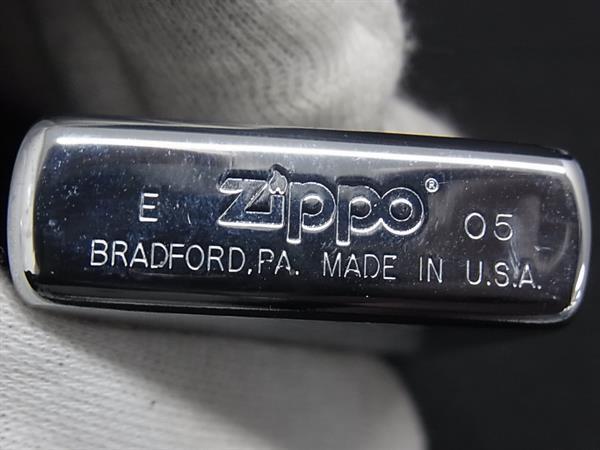 E Zippo® 05
BRADFORD, PA. MADE IN U.S.A.